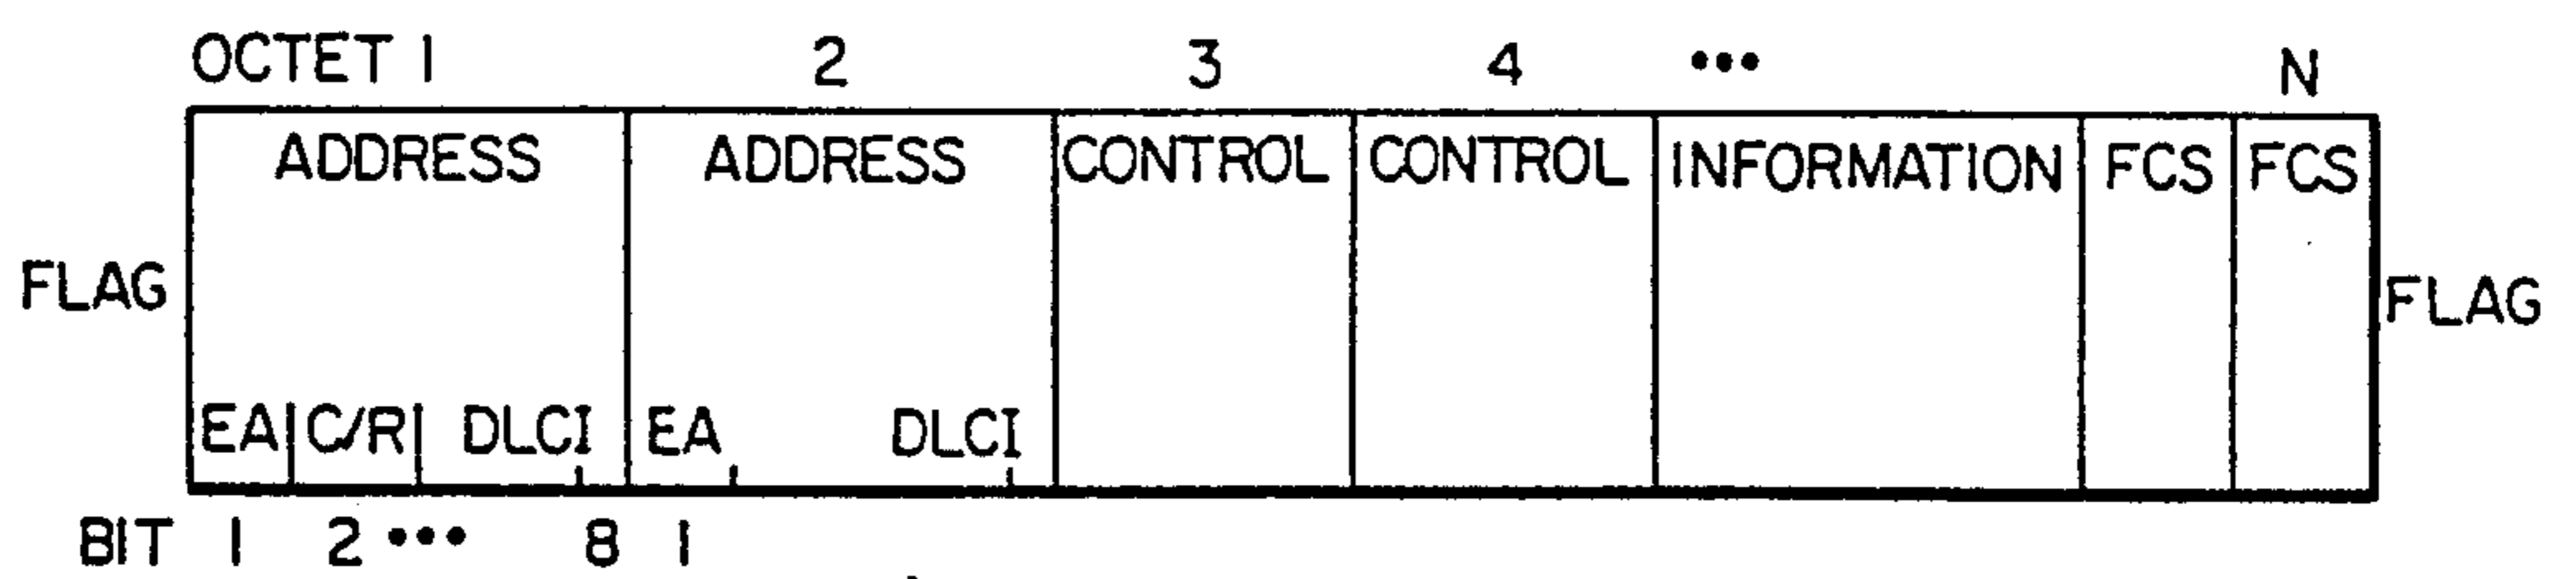 OCTET 1 2 3 4 ••• N
ADDRESS ADDRESS CONTROL CONTROL INFORMATION FCS FCS
FLAG FLAG
EA C/R DLCI EA DLCI
BIT 1 2 ••• 8 1